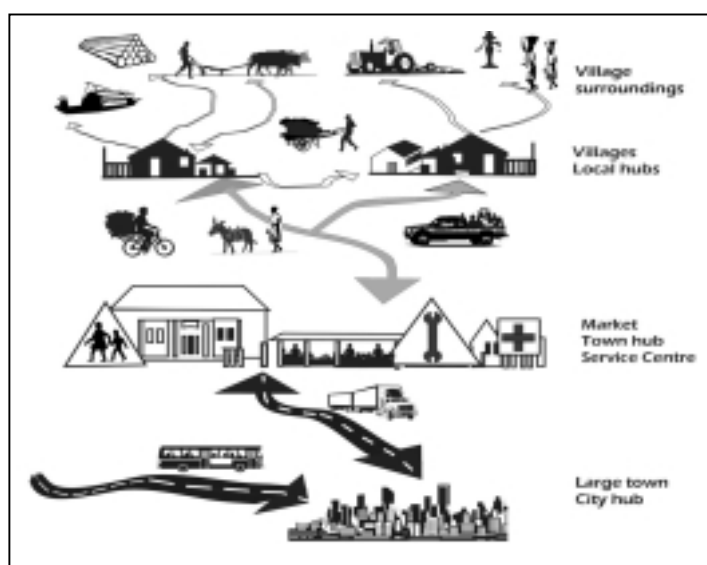 Village
surroundings
Villages
Local hubs
Market
Town hub
Service Centre
Large town
City hub